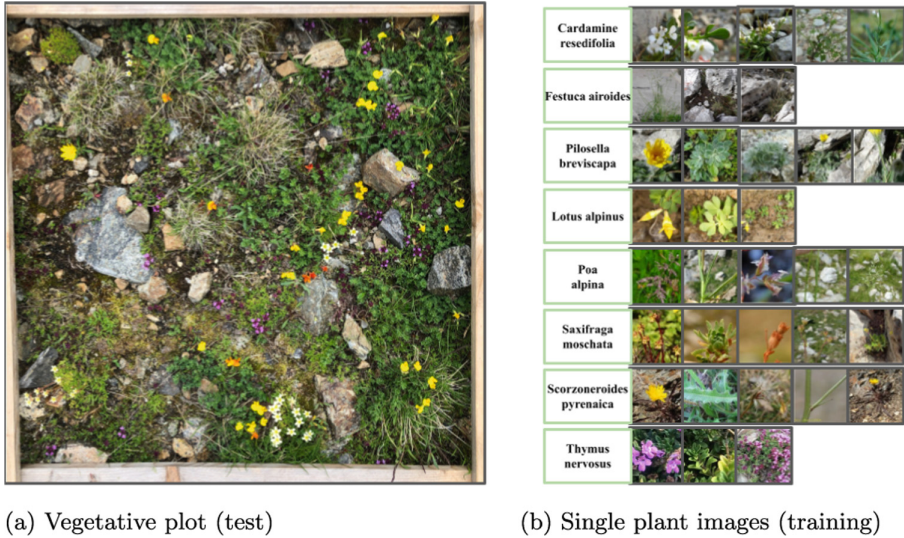 Cardamine
resedifolia
Festuca airoides
Pilosella
breviscapa
Lotus alpinus
Poa
alpina
Saxifraga
moschata
Scorzoneroides
pyrenaica
Thymus
nervosus
(a) Vegetative plot (test)
(b) Single plant images (training)